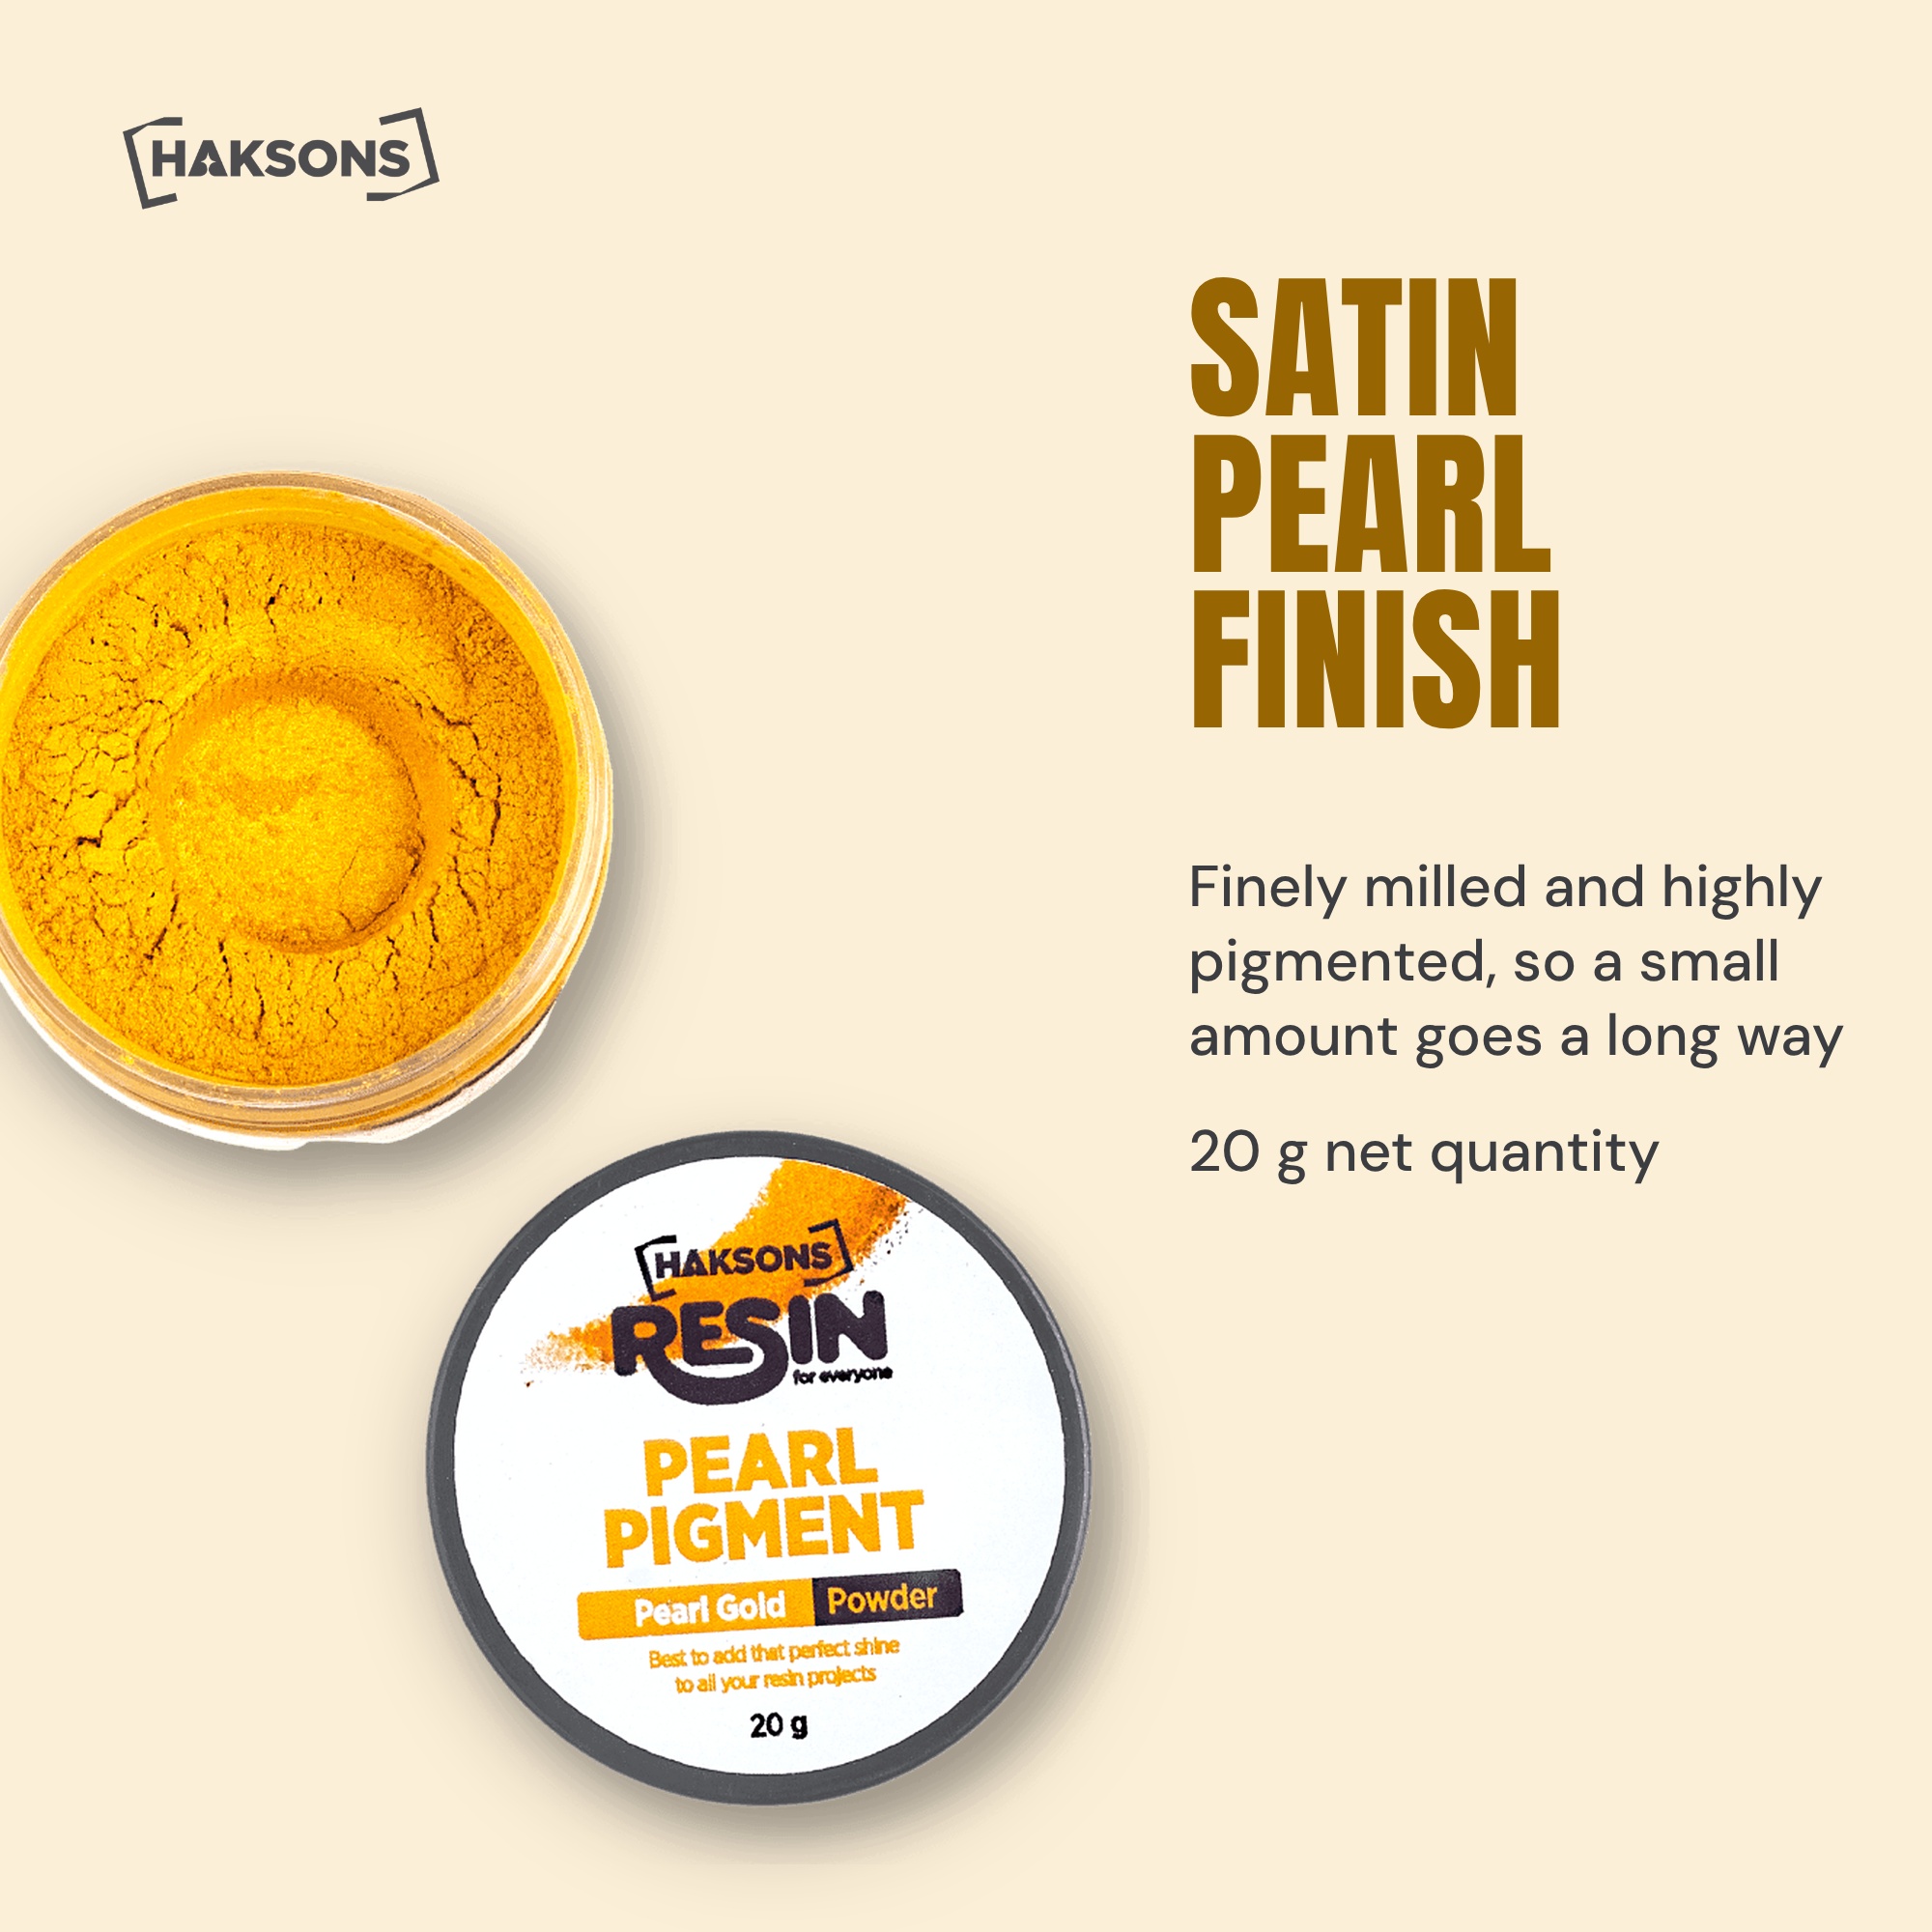 HAKSONS
SATIN
PEARL
FINISH
Finely milled and highly
pigmented, so a small
amount goes a long way
20 g net quantity
HAKSONS
RESIN
for everyone
PEARL
PIGMENT
Pearl Gold Powder
Best to add that perfect shine
to all your resin projects
20 g